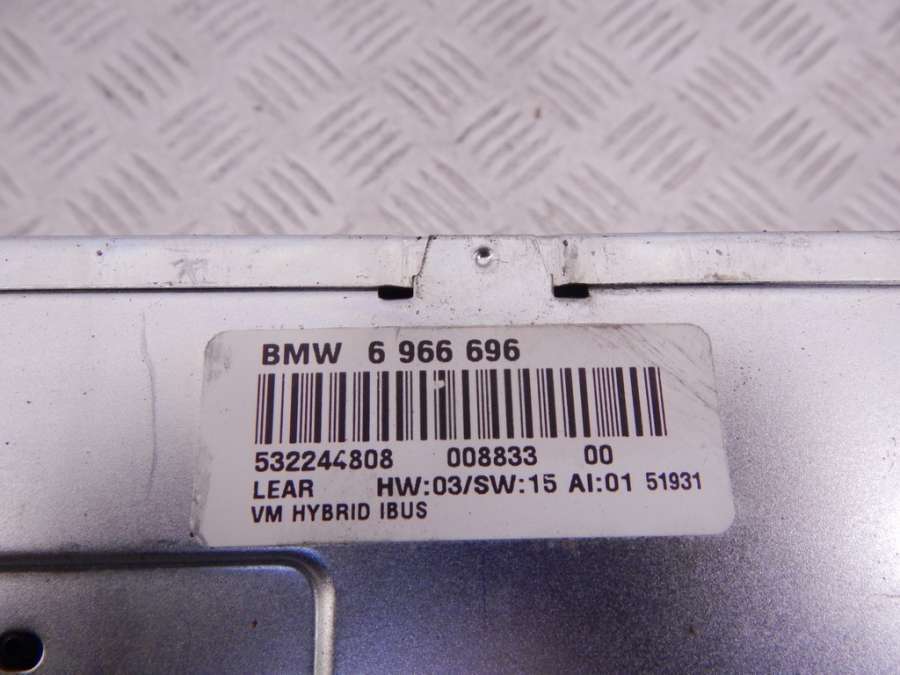 BMW 6 966 696
532244808 008833 00
LEAR HW:03/SW:15 AI:01 51931
VM HYBRID IBUS